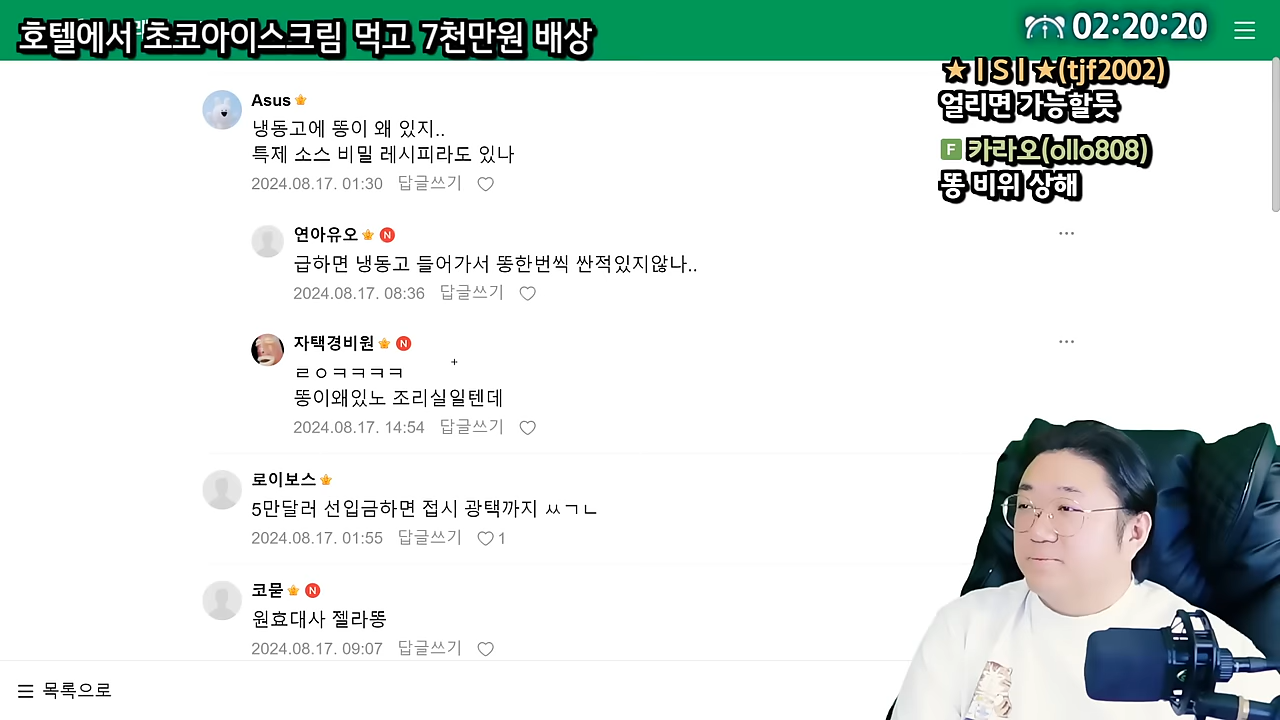 호텔에서 초코아이스크림 먹고 7천만원 배상
02:20:20
★ㅣSㅣ★(tjf2002)
얼리면 가능할듯
F 카라오(ollo808)
똥 비위 상해
Asus
냉동고에 똥이 왜 있지..
특제 소스 비밀 레시피라도 있나
2024.08.17. 01:30 답글쓰기
연아유오 N
급하면 냉동고 들어가서 똥한번씩 싼적있지않나..
2024.08.17. 08:36 답글쓰기
자택경비원 N
ㄹㅇㅋㅋㅋㅋ
똥이왜있노 조리실일텐데
2024.08.17. 14:54 답글쓰기
로이보스
5만달러 선입금하면 접시 광택까지 ㅆㄱㄴ
2024.08.17. 01:55 답글쓰기 1
코묻 N
원효대사 젤라똥
2024.08.17. 09:07 답글쓰기
목록으로